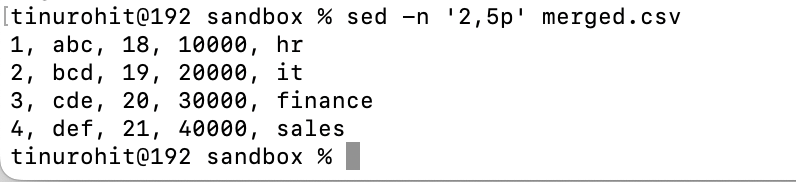 [tinurohit@192 sandbox % sed -n '2,5p' merged.csv
1, abc, 18, 10000, hr
2, bcd, 19, 20000, it
3, cde, 20, 30000, finance
4, def, 21, 40000, sales
tinurohit@192 sandbox %